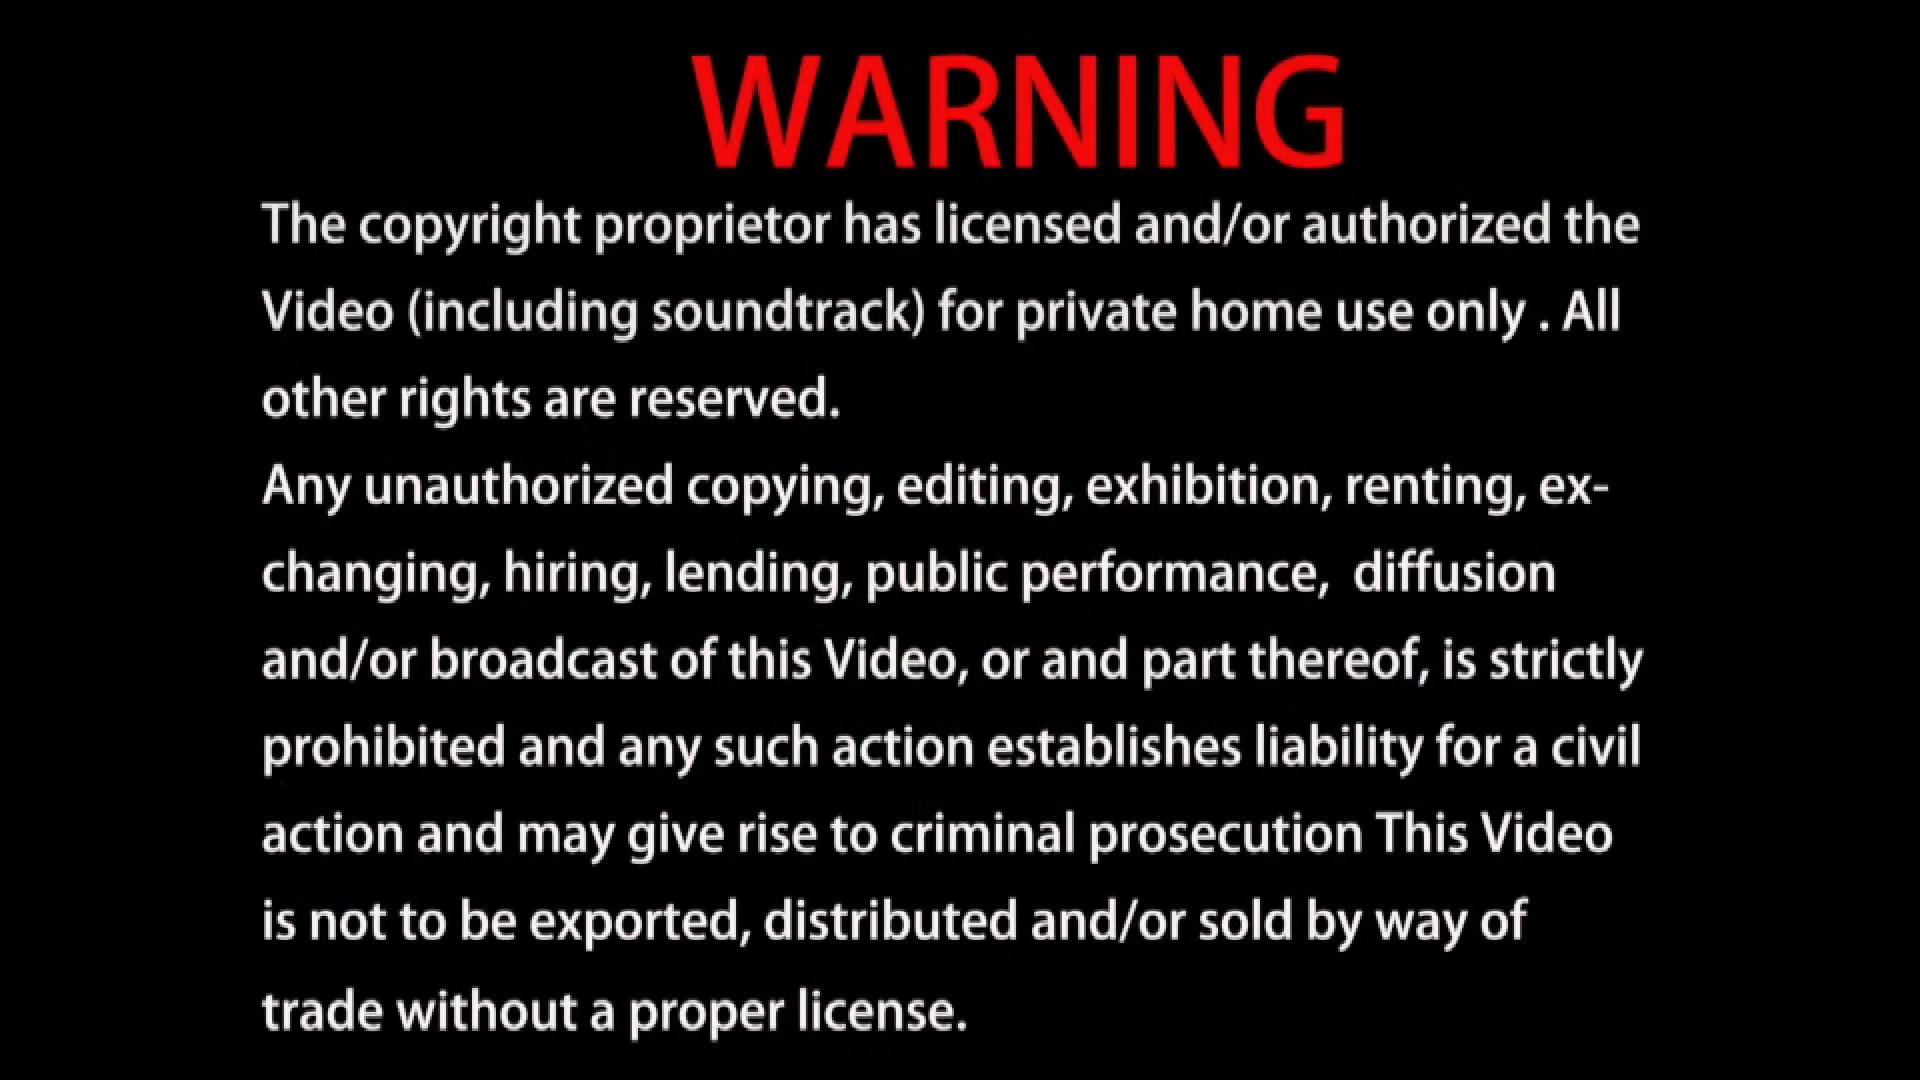 WARNING
The copyright proprietor has licensed and/or authorized the
Video (including soundtrack) for private home use only . All
other rights are reserved.
Any unauthorized copying, editing, exhibition, renting, ex-
changing, hiring, lending, public performance,  diffusion
and/or broadcast of this Video, or and part thereof, is strictly
prohibited and any such action establishes liability for a civil
action and may give rise to criminal prosecution This Video
is not to be exported, distributed and/or sold by way of
trade without a proper license.